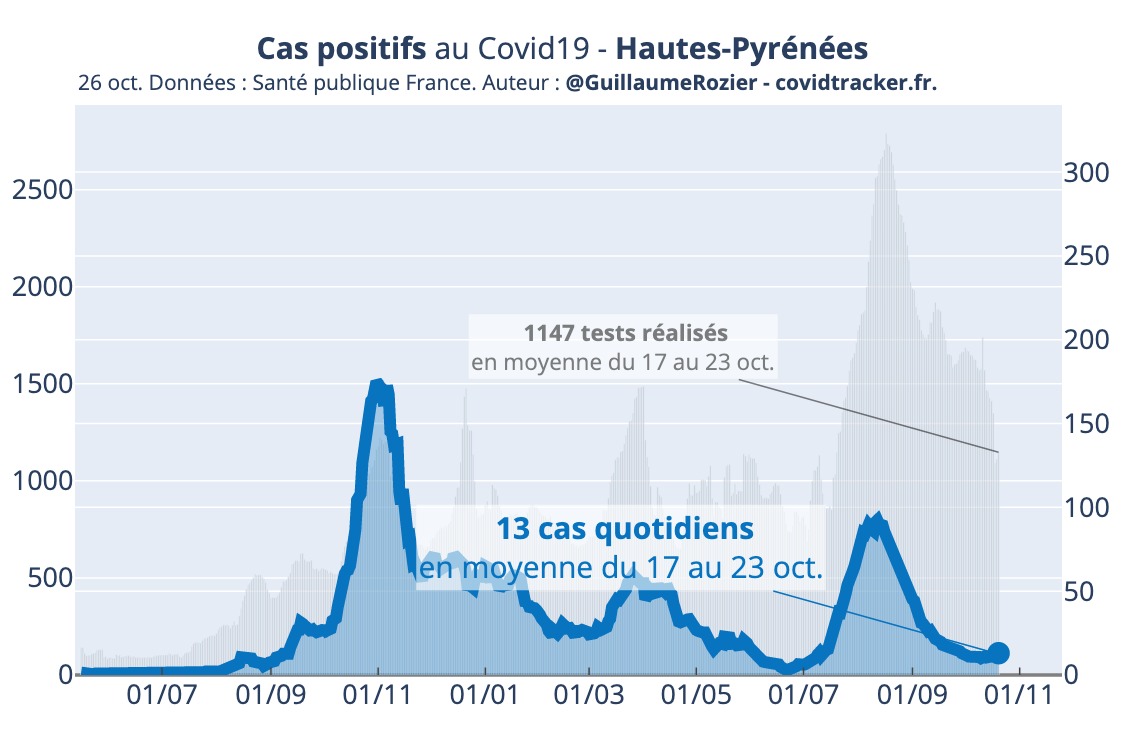 Cas positifs au Covid19 - Hautes-Pyrénées
26 oct. Données : Santé publique France. Auteur : @GuillaumeRozier - covidtracker.fr.
300
2500
250
2000
1147 tests réalisés
200
en moyenne du 17 au 23 oct.
1500
150
1000
100
13 cas quotidiens
en moyenne du 17 au 23 oct.
500
50
0
0
01/07 01/09 01/11 01/01 01/03 01/05 01/07 01/09 01/11